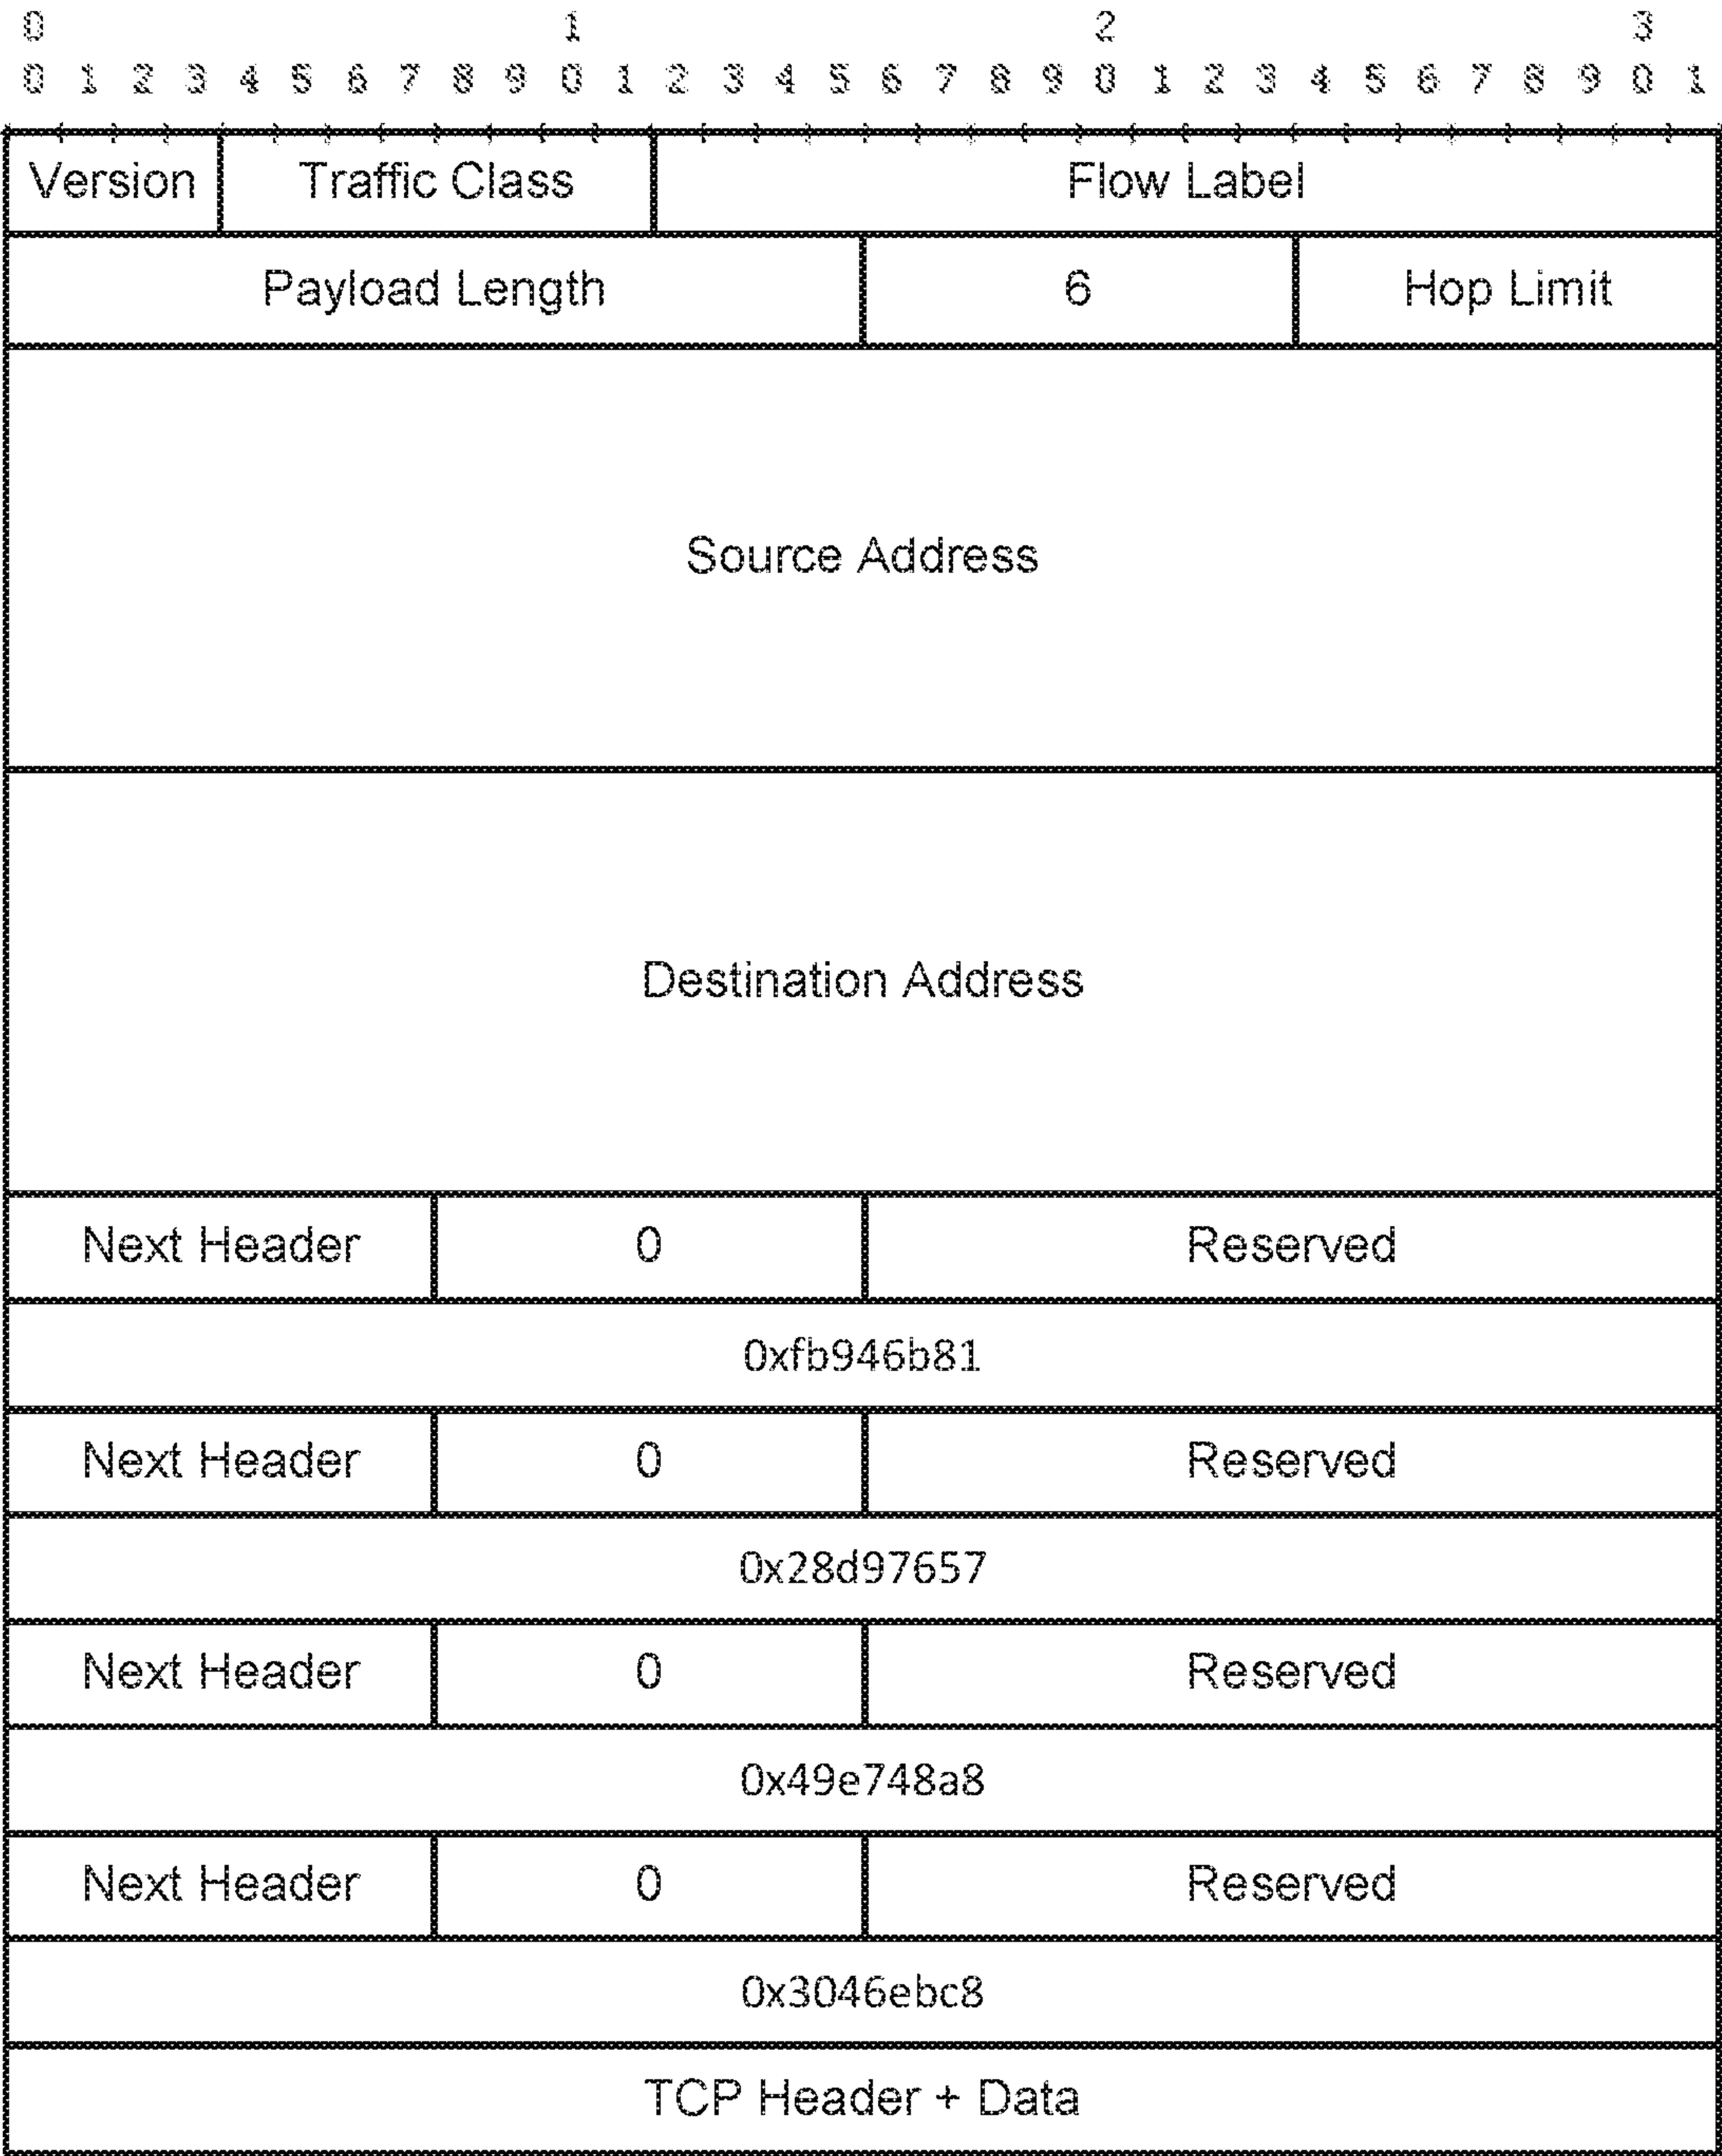 0 1 2 3
0 1 2 3 4 5 6 7 8 9 0 1 2 3 4 5 6 7 8 9 0 1 2 3 4 5 6 7 8 9 0 1
Version Traffic Class Flow Label
Payload Length 6 Hop Limit
Source Address
Destination Address
Next Header 0 Reserved
0xfb946b81
Next Header 0 Reserved
0x28d97657
Next Header 0 Reserved
0x49e748a8
Next Header 0 Reserved
0x3046ebc8
TCP Header + Data